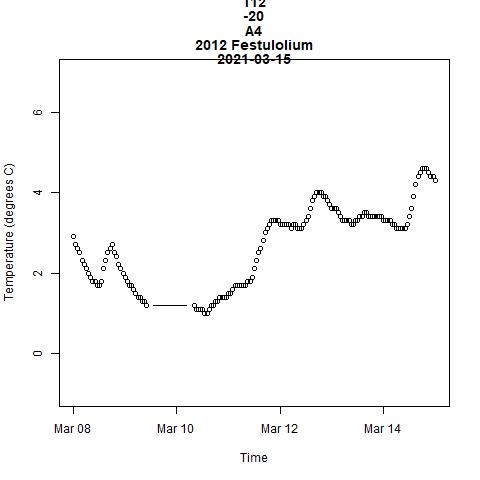 T12
-20
A4
2012 Festulolium
2021-03-15
Temperature (degrees C)
6
4
2
0
Mar 08
Mar 10
Mar 12
Mar 14
Time